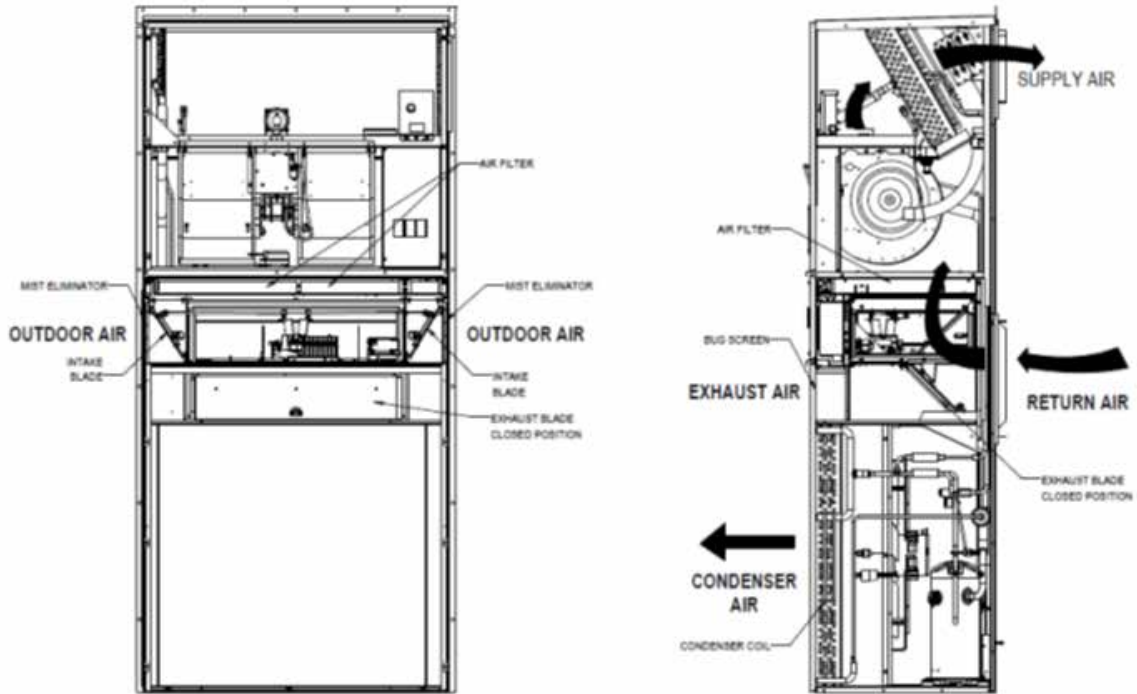 AIR FILTER
MIST ELIMINATOR
MIST ELIMINATOR
OUTDOOR AIR
OUTDOOR AIR
INTAKE
BLADE
INTAKE
BLADE
EXHAUST BLADE
CLOSED POSITION
SUPPLY AIR
AIR FILTER
BUG SCREEN
EXHAUST AIR
RETURN AIR
EXHAUST BLADE
CLOSED POSITION
CONDENSER
AIR
CONDENSER COIL